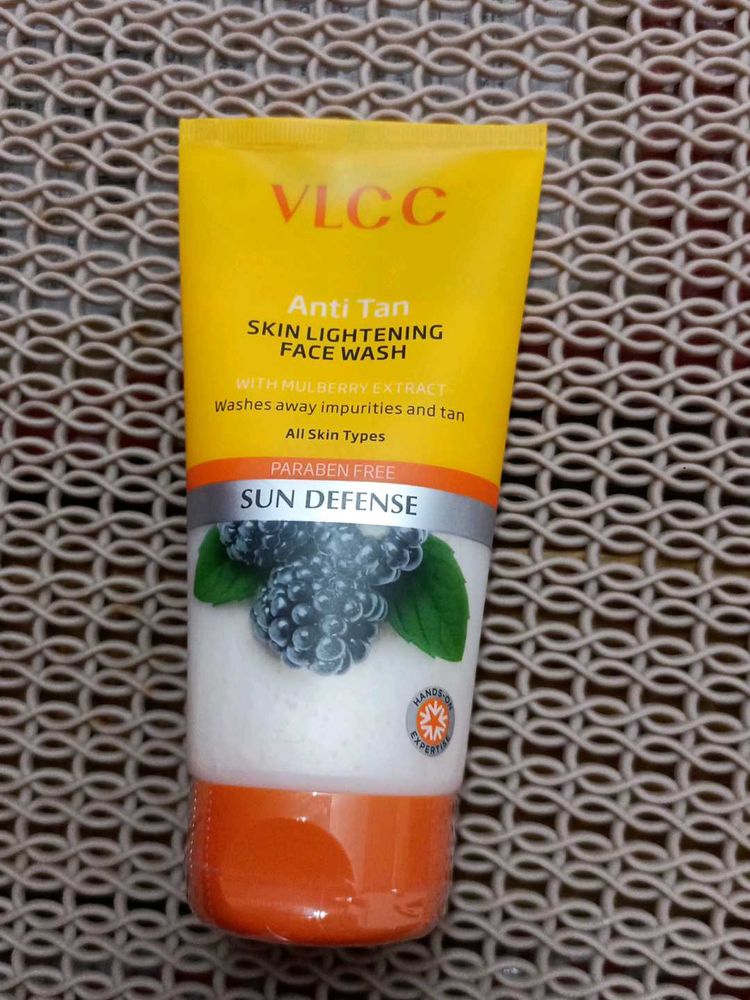 VLCC
Anti Tan
SKIN LIGHTENING
FACE WASH
WITH MULBERRY EXTRACT
Washes away impurities and tan
All Skin Types
PARABEN FREE
SUN DEFENSE
HANDS-ON
EXPERTISE